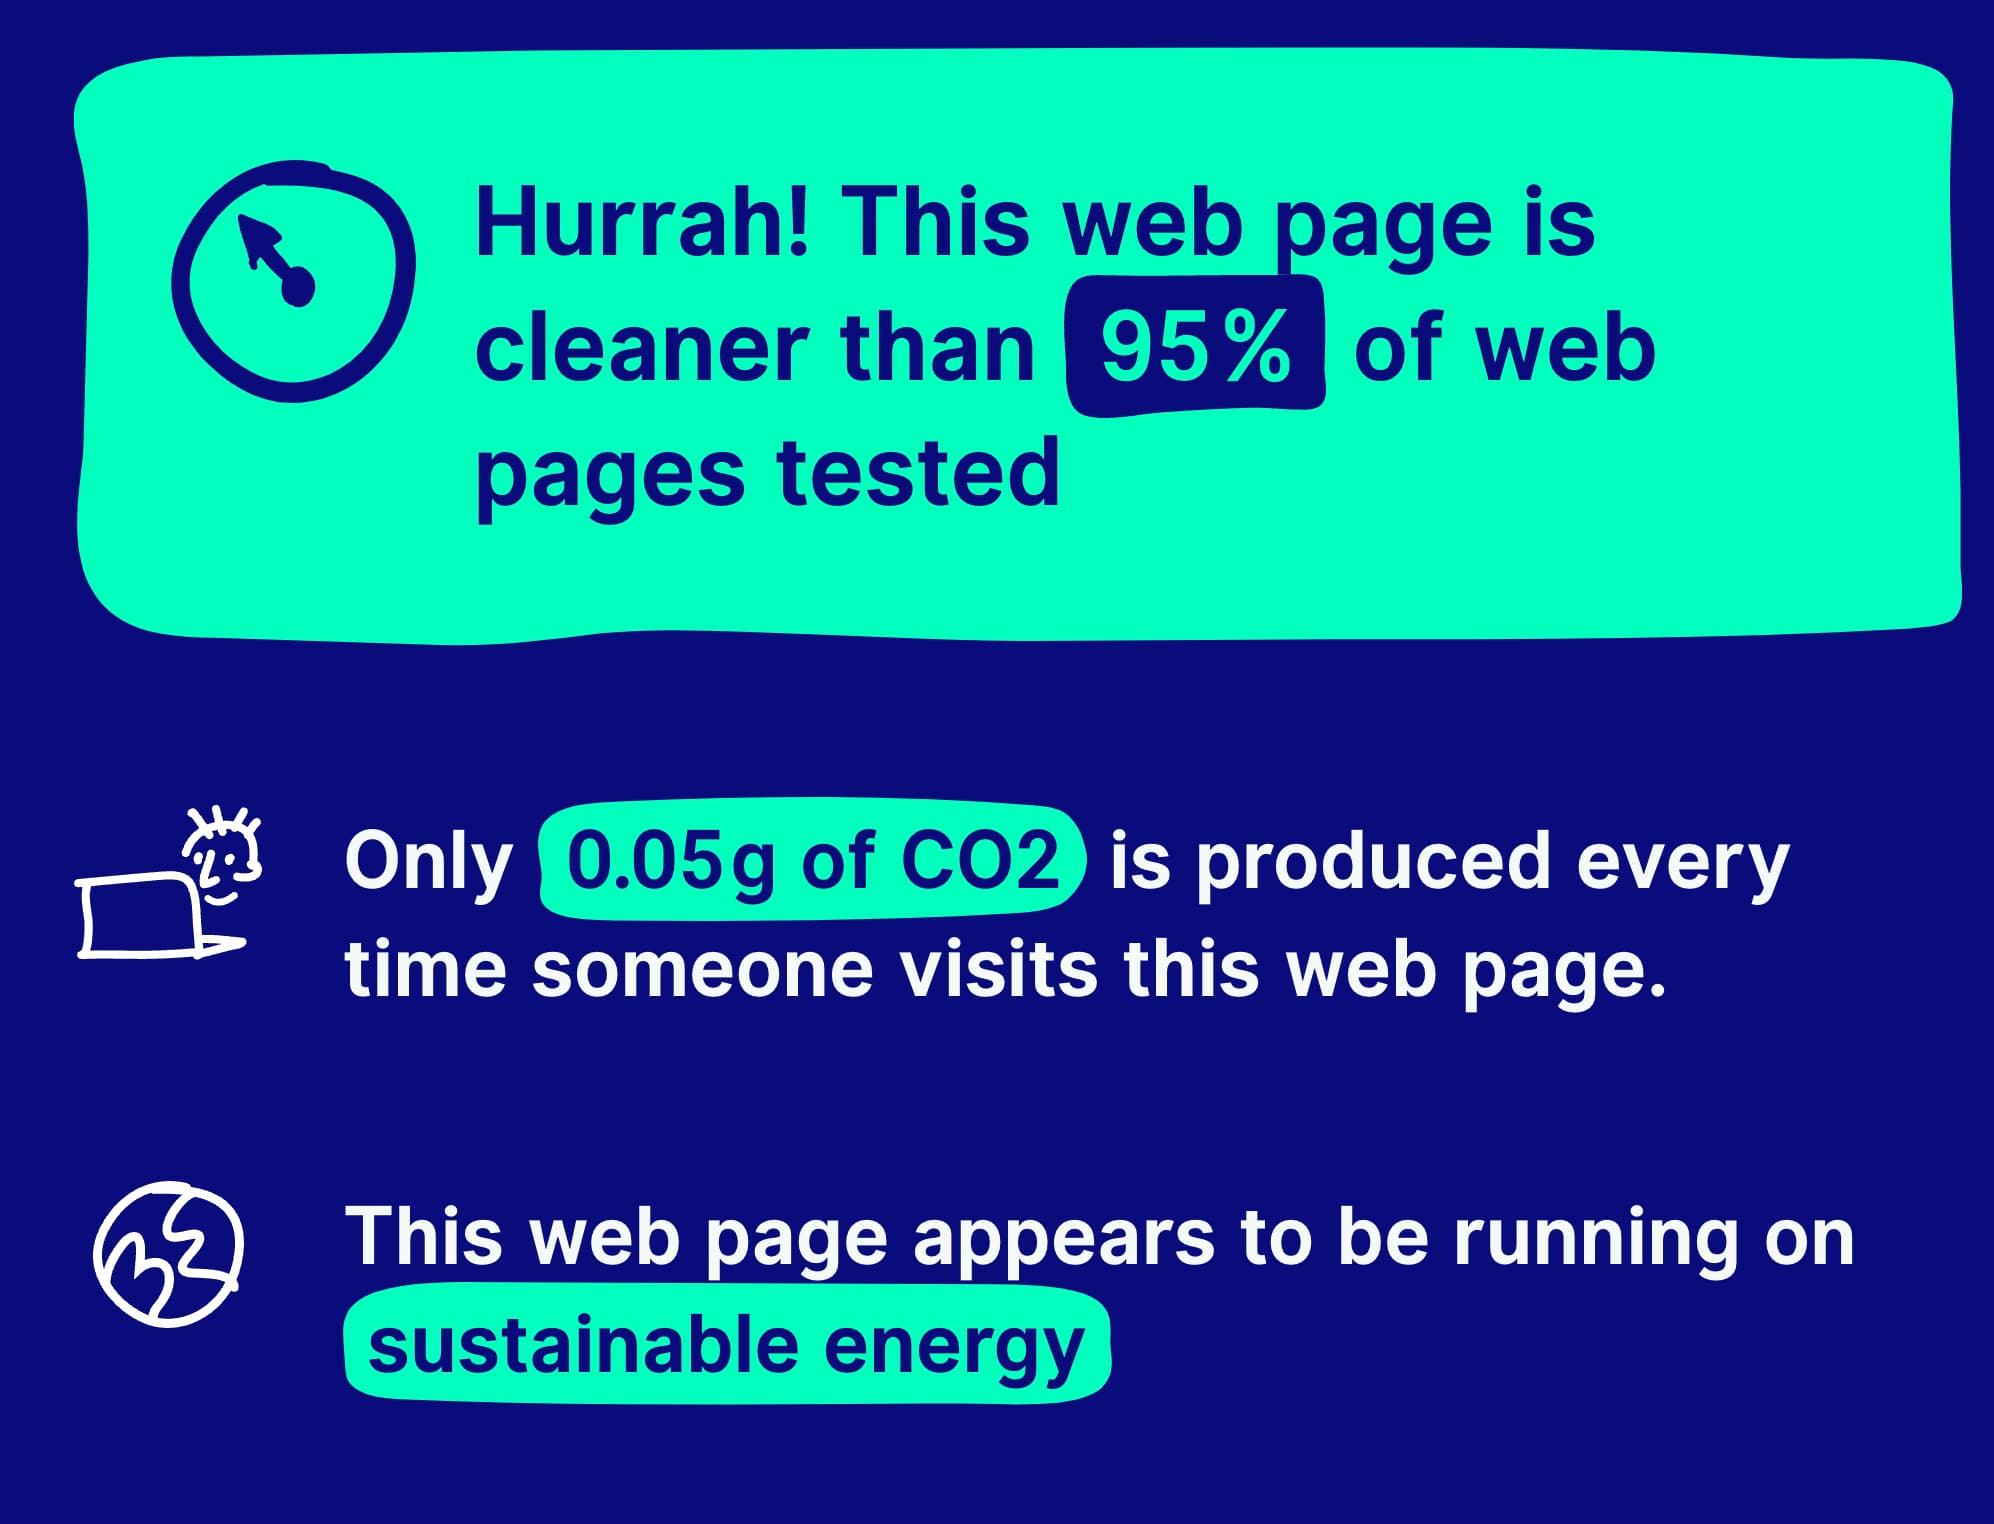 Hurrah! This web page is
cleaner than 95% of web
pages tested
Only 0.05g of CO2 is produced every
time someone visits this web page.
This web page appears to be running on
sustainable energy